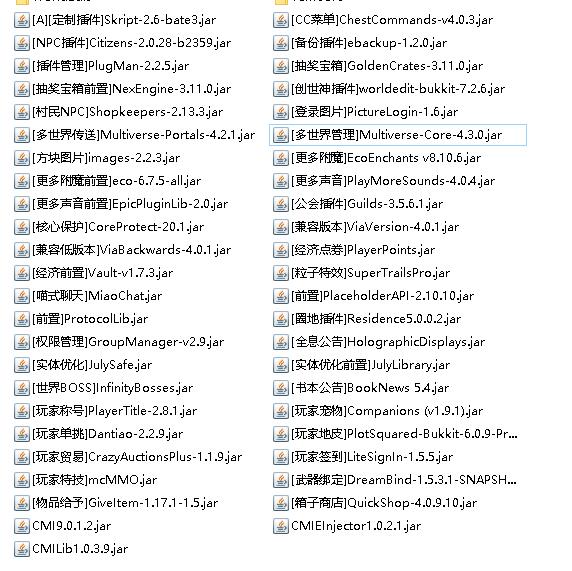 [A][定制插件]Skript-2.6-bate3.jar
[CC菜单]ChestCommands-v4.0.3.jar
[NPC插件]Citizens-2.0.28-b2359.jar
[备份插件]ebackup-1.2.0.jar
[插件管理]PlugMan-2.2.5.jar
[抽奖宝箱]GoldenCrates-3.11.0.jar
[抽奖宝箱前置]NexEngine-3.11.0.jar
[创世神插件]worldedit-bukkit-7.2.6.jar
[村民NPC]Shopkeepers-2.13.3.jar
[登录图片]PictureLogin-1.6.jar
[多世界传送]Multiverse-Portals-4.2.1.jar
[多世界管理]Multiverse-Core-4.3.0.jar
[方块图片]images-2.2.3.jar
[更多附魔]EcoEnchants v8.10.6.jar
[更多附魔前置]eco-6.7.5-all.jar
[更多声音]PlayMoreSounds-4.0.4.jar
[更多声音前置]EpicPluginLib-2.0.jar
[公会插件]Guilds-3.5.6.1.jar
[核心保护]CoreProtect-20.1.jar
[兼容版本]ViaVersion-4.0.1.jar
[兼容低版本]ViaBackwards-4.0.1.jar
[经济点券]PlayerPoints.jar
[经济前置]Vault-v1.7.3.jar
[粒子特效]SuperTrailsPro.jar
[喵式聊天]MiaoChat.jar
[前置]PlaceholderAPI-2.10.10.jar
[前置]ProtocolLib.jar
[圈地插件]Residence5.0.0.2.jar
[权限管理]GroupManager-v2.9.jar
[全息公告]HolographicDisplays.jar
[实体优化]JulySafe.jar
[实体优化前置]JulyLibrary.jar
[世界BOSS]InfinityBosses.jar
[书本公告]BookNews 5.4.jar
[玩家称号]PlayerTitle-2.8.1.jar
[玩家宠物]Companions (v1.9.1).jar
[玩家单挑]Dantiao-2.2.9.jar
[玩家地皮]PlotSquared-Bukkit-6.0.9-Pr...
[玩家贸易]CrazyAuctionsPlus-1.1.9.jar
[玩家签到]LiteSignIn-1.5.5.jar
[玩家特技]mcMMO.jar
[武器绑定]DreamBind-1.5.3.1-SNAPSH...
[物品给予]GiveItem-1.17.1-1.5.jar
[箱子商店]QuickShop-4.0.9.10.jar
CMI9.0.1.2.jar
CMIEInjector1.0.2.1.jar
CMILib1.0.3.9.jar